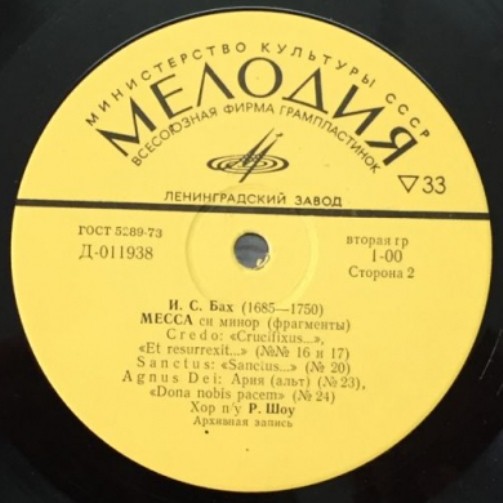 МИНИСТЕРСТВО КУЛЬТУРЫ СССР
МЕЛОДИЯ
ВСЕСОЮЗНАЯ ФИРМА ГРАМПЛАСТИНОК
▽33
ЛЕНИНГРАДСКИЙ ЗАВОД
ГОСТ 5289-73
Д-011938
вторая гр
1-00
Сторона 2
И. С. Бах (1685—1750)
МЕССА си минор (фрагменты)
Credo: «Crucifixus...»,
«Et resurrexit...» (№№ 16 и 17)
Sanctus: «Sanctus...» (№ 20)
Agnus Dei: Ария (альт) (№ 23),
«Dona nobis pacem» (№ 24)
Хор п/у Р. Шоу
Архивная запись